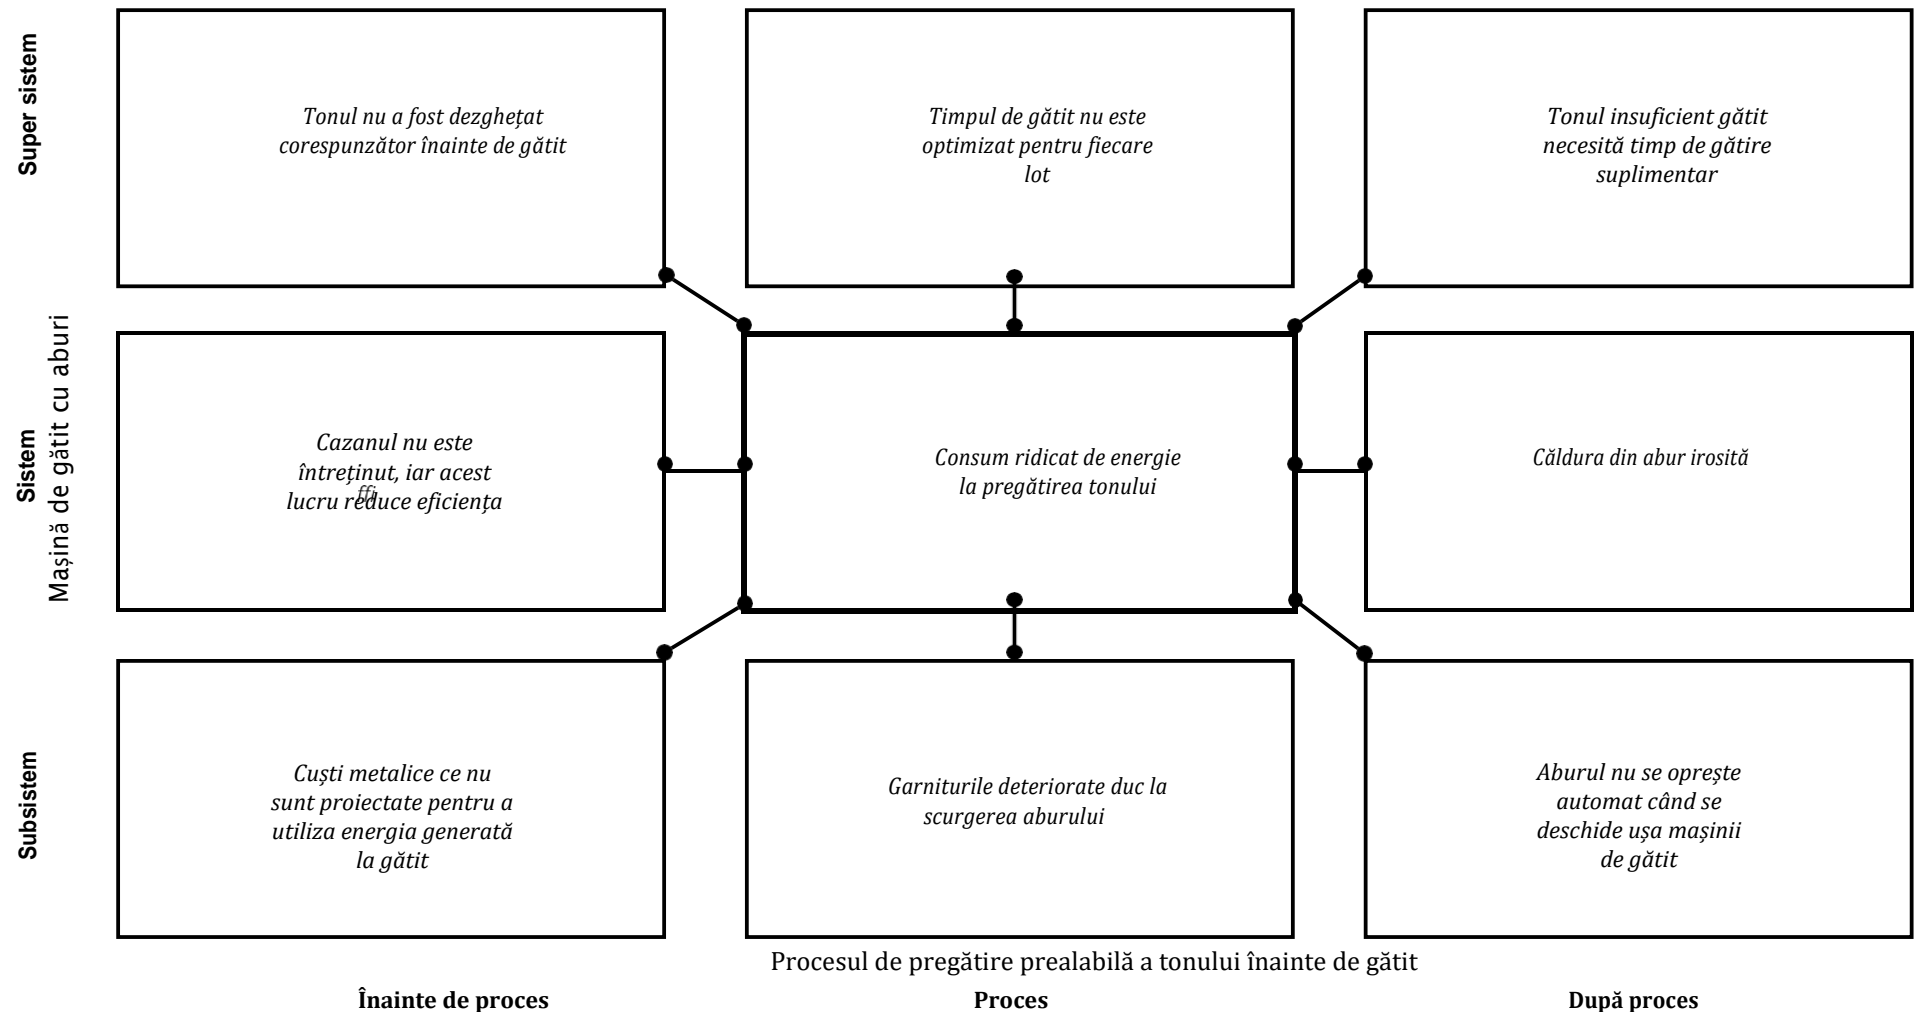 Super sistem
Tonul nu a fost dezghețat
corespunzător înainte de gătit
Timpul de gătit nu este
optimizat pentru fiecare
lot
Tonul insuficient gătit
necesită timp de gătire
suplimentar
Sistem
Mașină de gătit cu aburi
Cazanul nu este
întreținut, iar acest
lucru reduce eficiența
ffi
Consum ridicat de energie
la pregătirea tonului
Căldura din abur irosită
Subsistem
Cuști metalice ce nu
sunt proiectate pentru a
utiliza energia generată
la gătit
Garniturile deteriorate duc la
scurgerea aburului
Aburul nu se oprește
automat când se
deschide ușa mașinii
de gătit
Procesul de pregătire prealabilă a tonului înainte de gătit
Înainte de proces
Proces
După proces